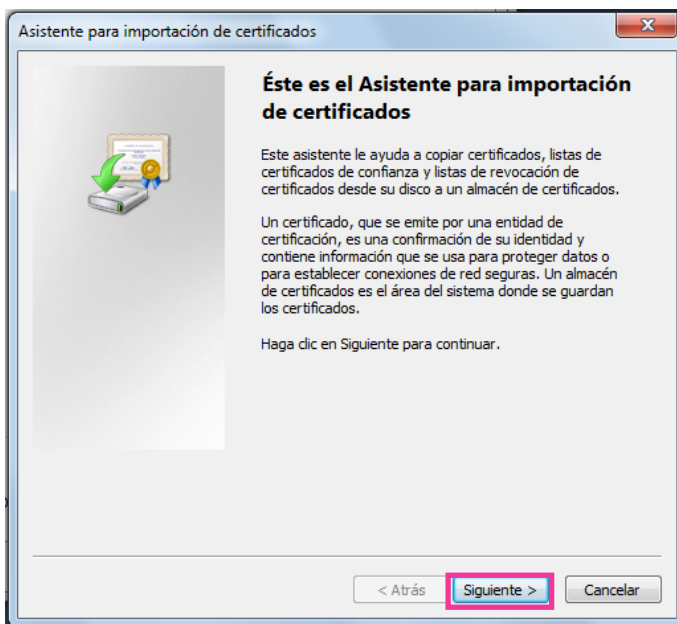 Asistente para importación de certificados
Éste es el Asistente para importación
de certificados
Este asistente le ayuda a copiar certificados, listas de
certificados de confianza y listas de revocación de
certificados desde su disco a un almacén de certificados.
Un certificado, que se emite por una entidad de
certificación, es una confirmación de su identidad y
contiene información que se usa para proteger datos o
para establecer conexiones de red seguras. Un almacén
de certificados es el área del sistema donde se guardan
los certificados.
Haga clic en Siguiente para continuar.
< Atrás Siguiente > Cancelar